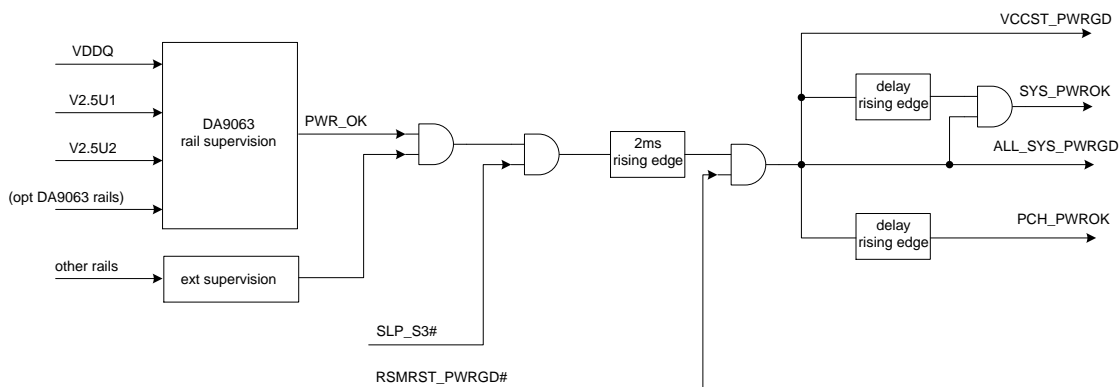 VDDQ
V2.5U1
V2.5U2
(opt DA9063 rails)
DA9063
rail supervision
PWR_OK
other rails
ext supervision
SLP_S3#
RSMRST_PWRGD#
2ms
rising edge
VCCST_PWRGD
delay
rising edge
SYS_PWROK
ALL_SYS_PWRGD
delay
rising edge
PCH_PWROK